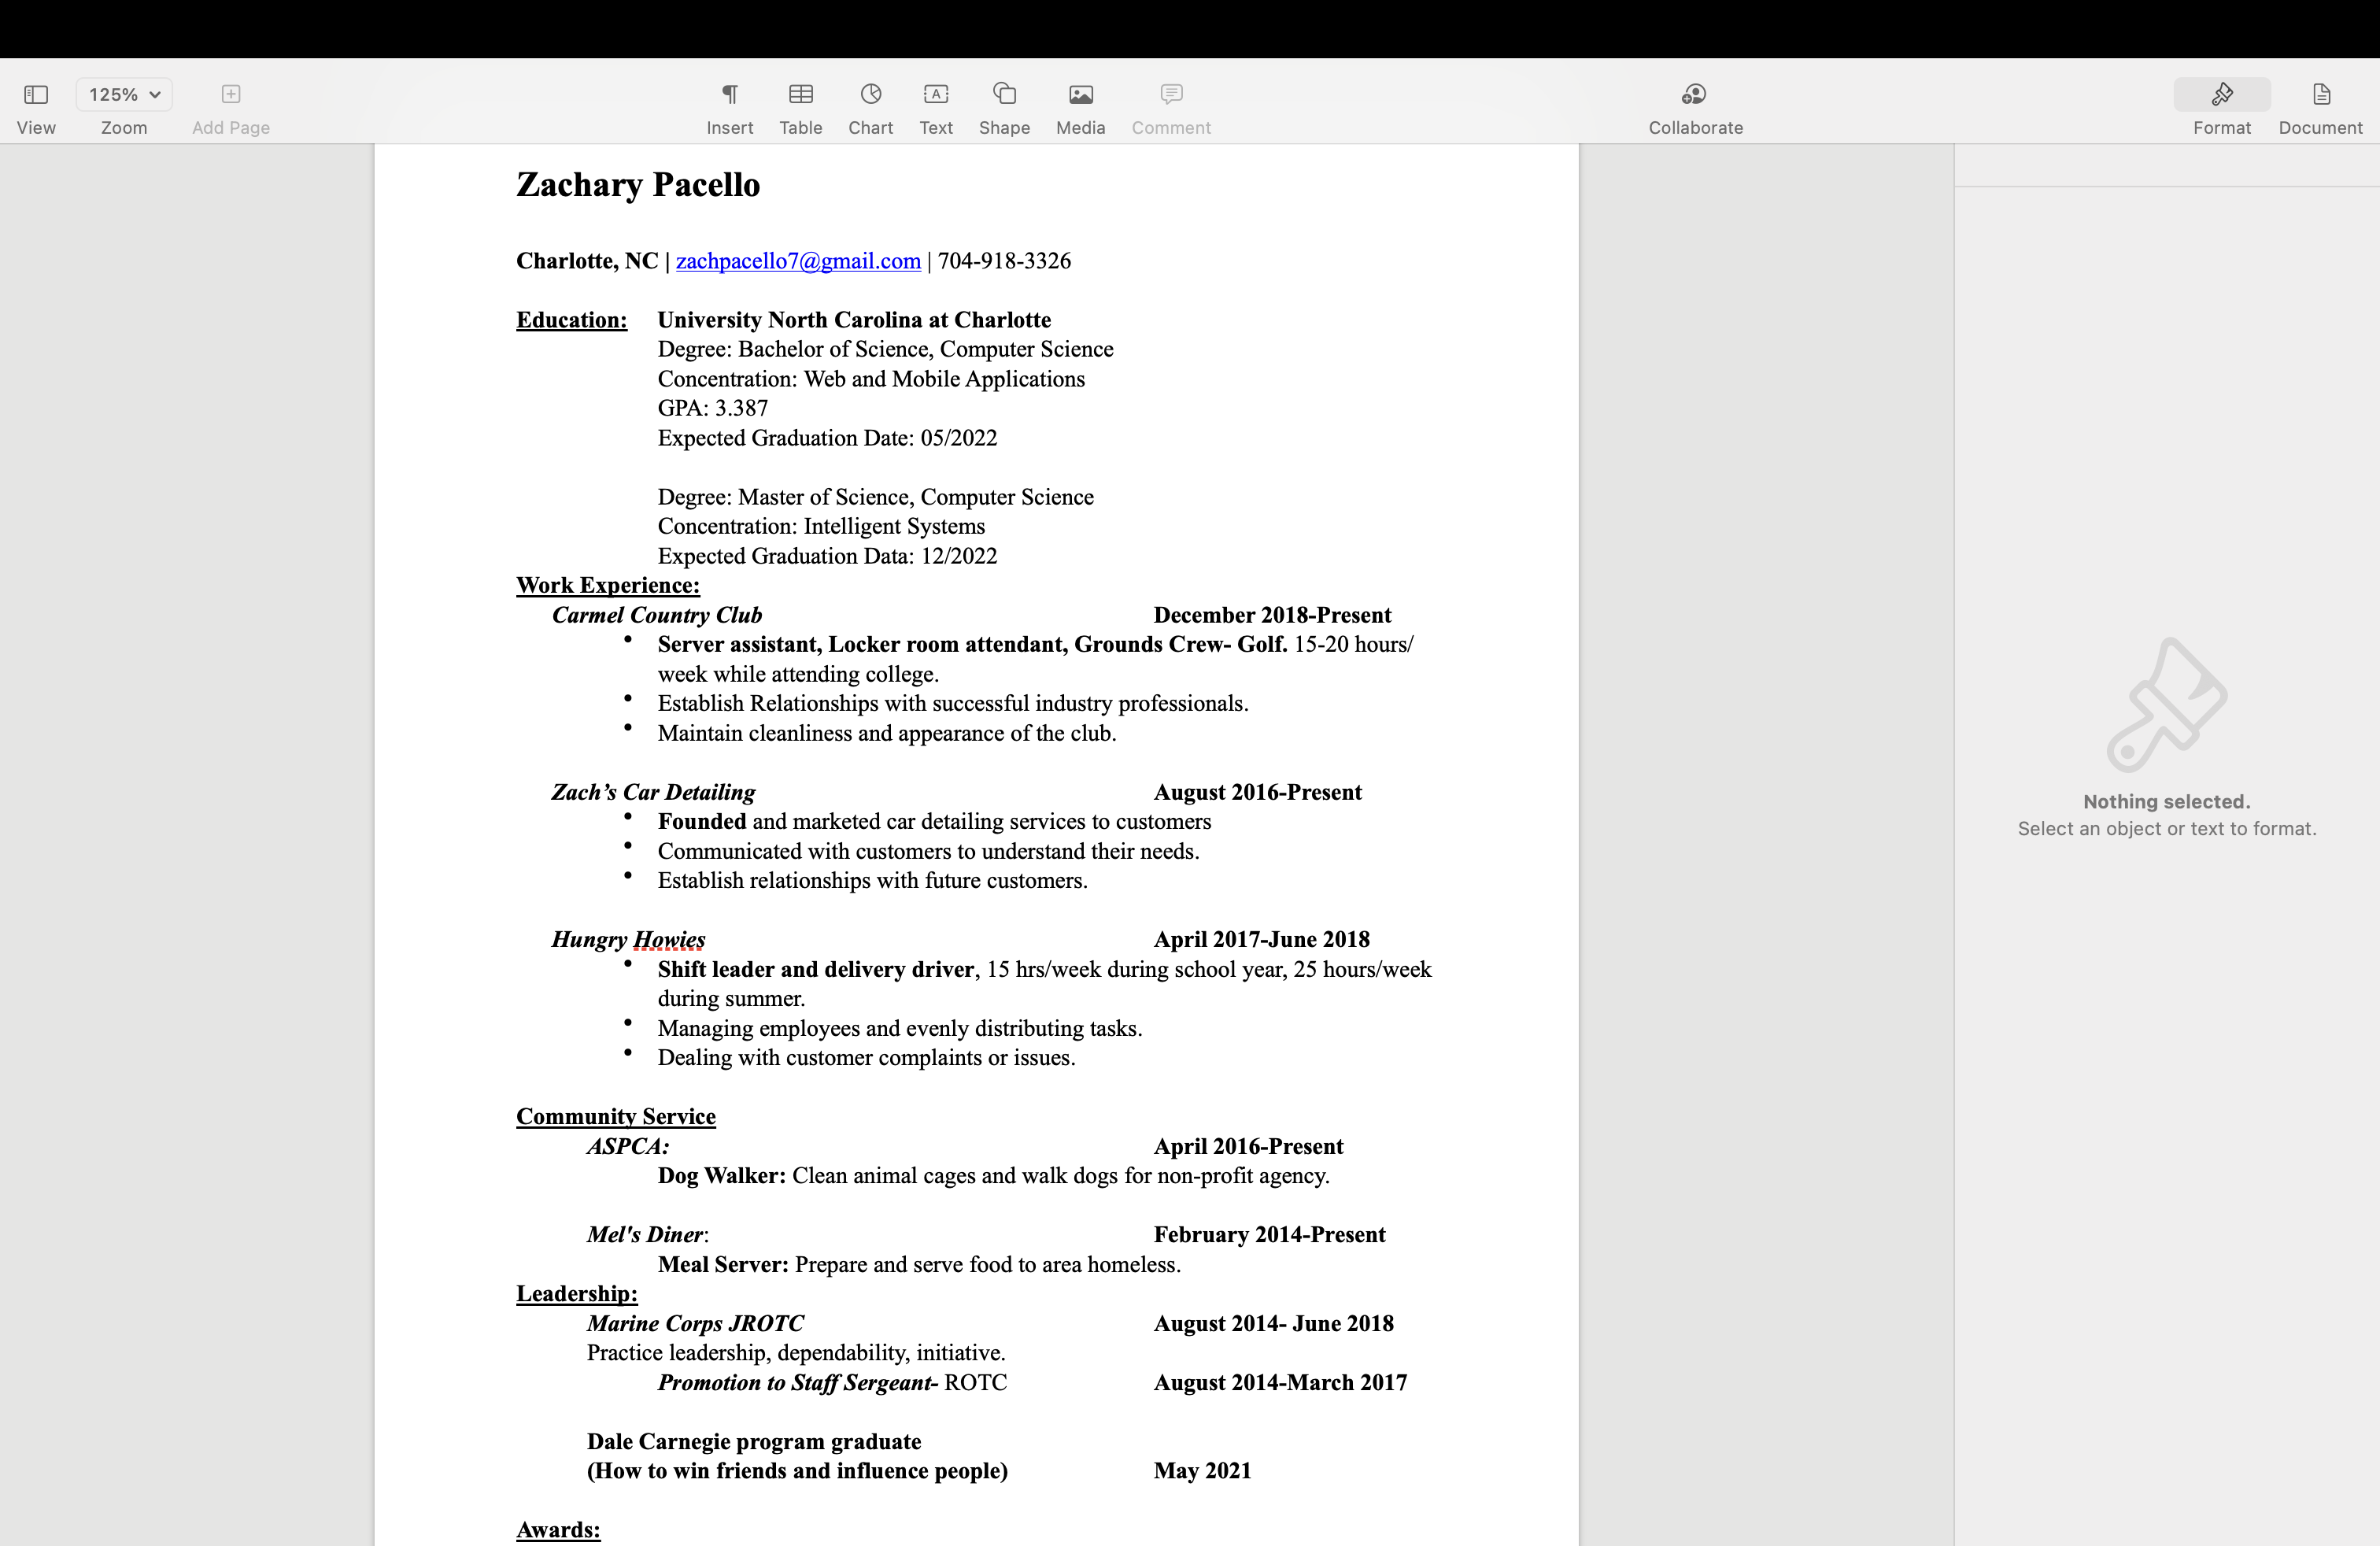 125%
View
Zoom
Add Page
Insert
Table
Chart
Text
Shape
Media
Comment
Collaborate
Format
Document
Zachary Pacello
Charlotte, NC | zachpacello7@gmail.com | 704-918-3326
Education: University North Carolina at Charlotte
Degree: Bachelor of Science, Computer Science
Concentration: Web and Mobile Applications
GPA: 3.387
Expected Graduation Date: 05/2022
Degree: Master of Science, Computer Science
Concentration: Intelligent Systems
Expected Graduation Data: 12/2022
Work Experience:
Carmel Country Club December 2018-Present
• Server assistant, Locker room attendant, Grounds Crew- Golf. 15-20 hours/
week while attending college.
• Establish Relationships with successful industry professionals.
• Maintain cleanliness and appearance of the club.
Zach’s Car Detailing August 2016-Present
• Founded and marketed car detailing services to customers
• Communicated with customers to understand their needs.
• Establish relationships with future customers.
Hungry Howies April 2017-June 2018
• Shift leader and delivery driver, 15 hrs/week during school year, 25 hours/week
during summer.
• Managing employees and evenly distributing tasks.
• Dealing with customer complaints or issues.
Community Service
ASPCA: April 2016-Present
Dog Walker: Clean animal cages and walk dogs for non-profit agency.
Mel's Diner: February 2014-Present
Meal Server: Prepare and serve food to area homeless.
Leadership:
Marine Corps JROTC August 2014- June 2018
Practice leadership, dependability, initiative.
Promotion to Staff Sergeant- ROTC August 2014-March 2017
Dale Carnegie program graduate
(How to win friends and influence people) May 2021
Awards:
Nothing selected.
Select an object or text to format.